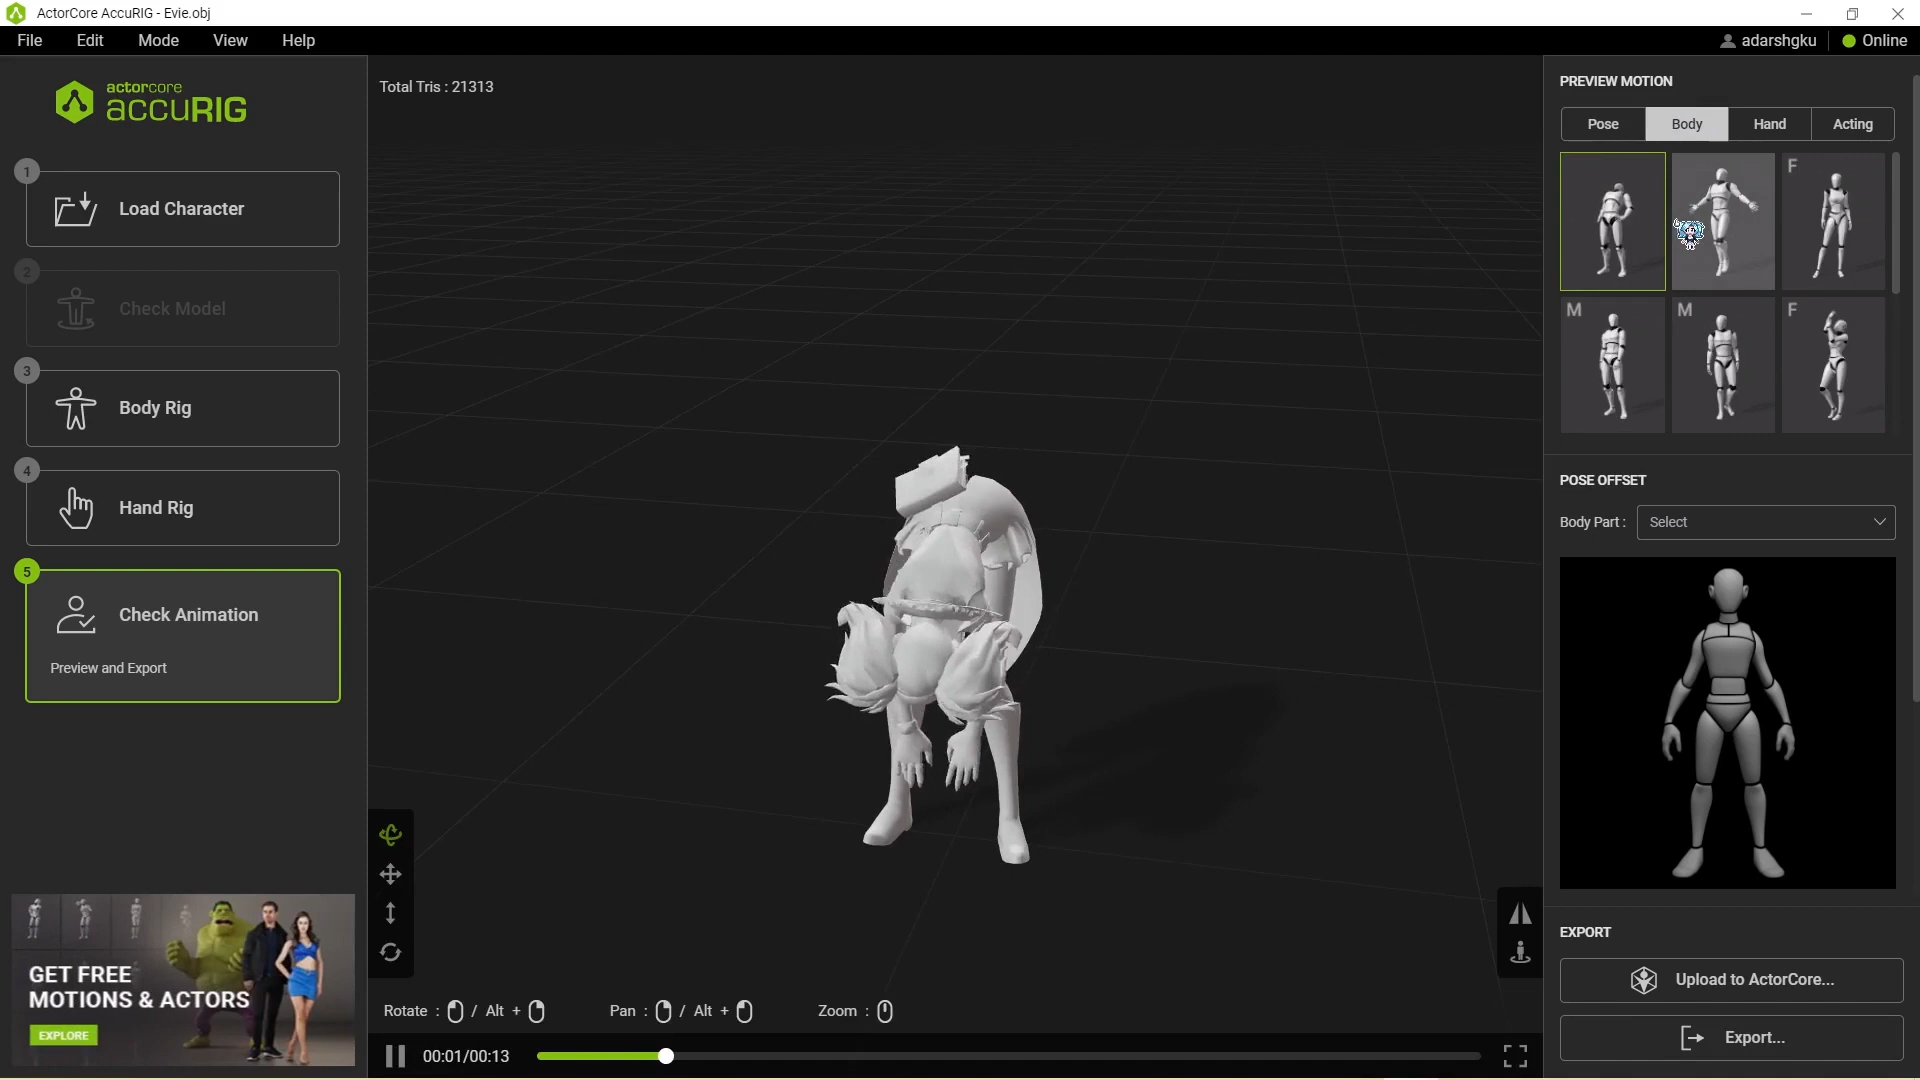 ActorCore AccuRIG - Evie.obj
File Edit Mode View Help
adarshgku Online
actorcore
accuRIG
Total Tris : 21313
1
Load Character
2
Check Model
3
Body Rig
4
Hand Rig
5
Check Animation
Preview and Export
GET FREE
MOTIONS & ACTORS
EXPLORE
Rotate : / Alt + Pan : / Alt + Zoom :
00:01/00:13
PREVIEW MOTION
Pose Body Hand Acting
F
M M F
POSE OFFSET
Body Part : Select
EXPORT
Upload to ActorCore...
Export...